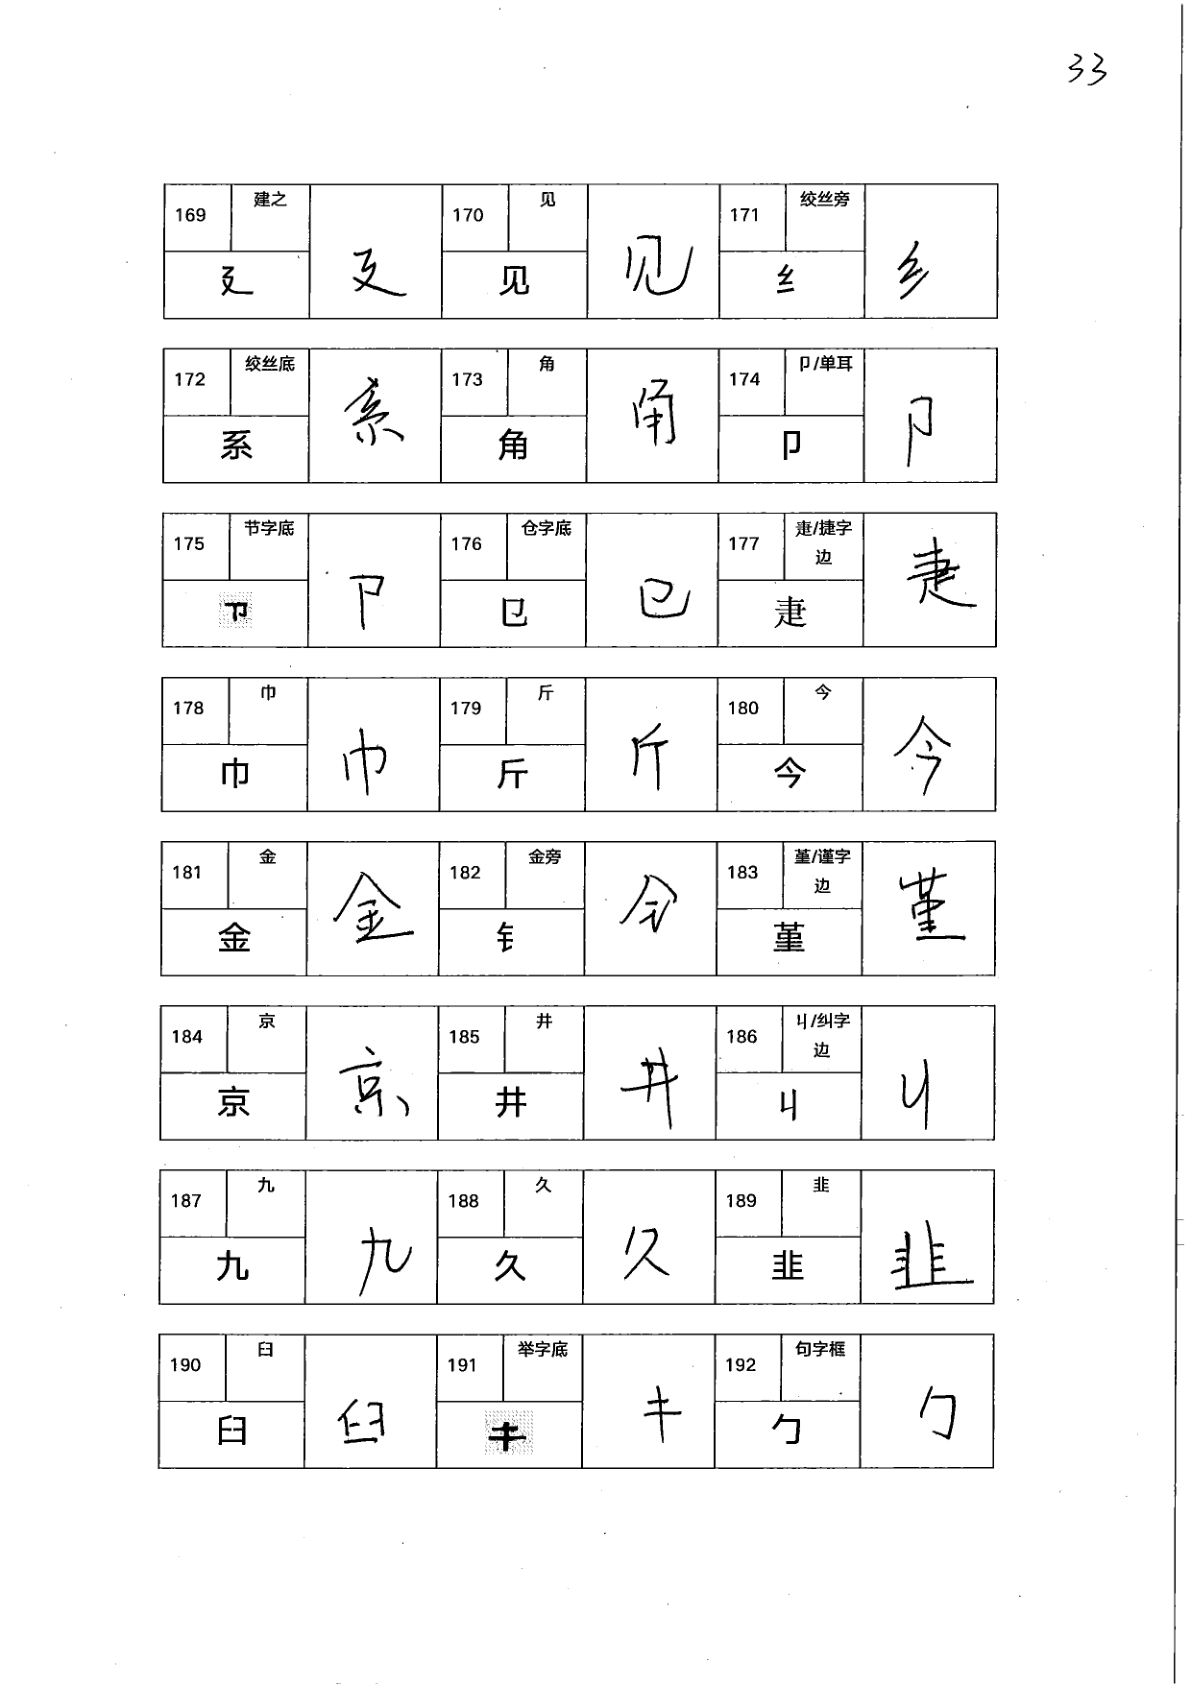 33
169 建之 170 见 171 绞丝旁
廴 廴 见 见 纟 纟
172 绞丝底 173 角 174 卩/单耳
系 系 角 角 卩 卩
175 节字底 176 仓字底 177 疌/捷字
边
卩 卩 㔾 㔾 疌 疌
178 巾 179 斤 180 今
巾 巾 斤 斤 今 今
181 金 182 金旁 183 堇/谨字
边
金 金 钅 堇 堇
184 京 185 井 186 丩/纠字
边
京 京 井 井 丩 丩
187 九 188 久 189 韭
九 九 久 久 韭 韭
190 臼 191 举字底 192 句字框
臼 臼 勹 勹